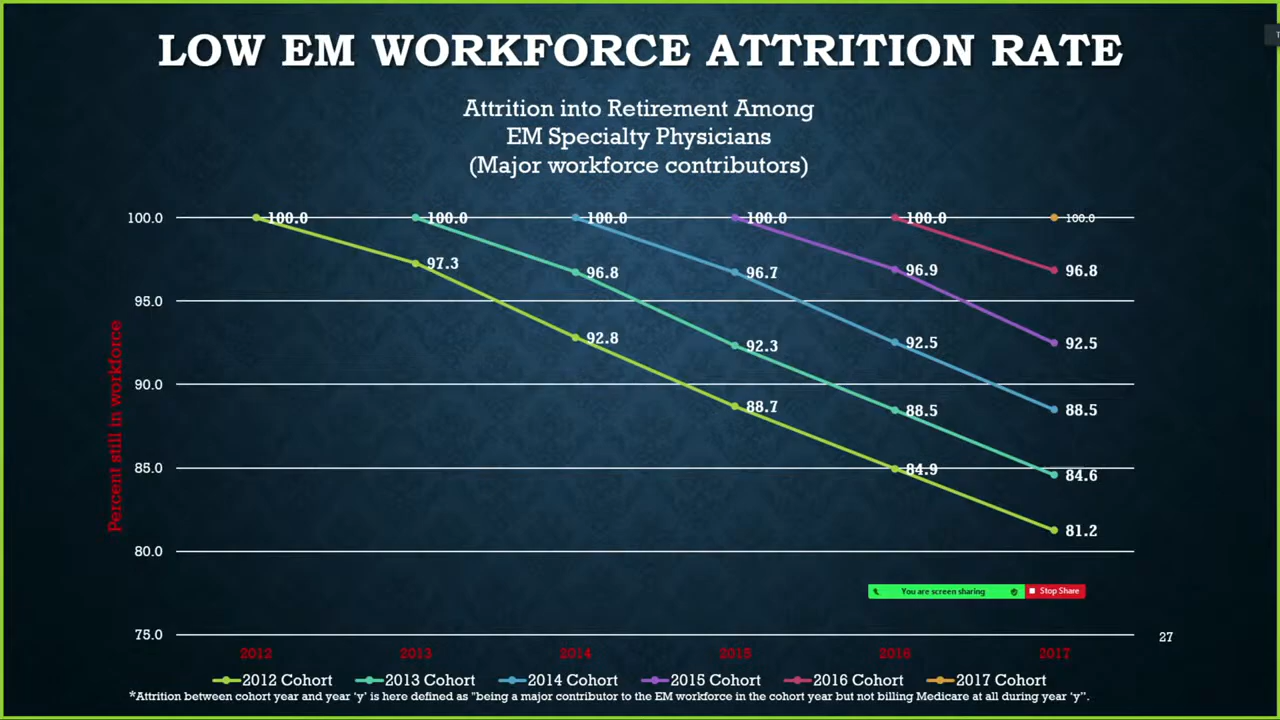 LOW EM WORKFORCE ATTRITION RATE
Attrition into Retirement Among
EM Specialty Physicians
(Major workforce contributors)
Percent still in workforce
100.0
95.0
90.0
85.0
80.0
75.0
100.0 100.0 100.0 100.0 100.0 100.0
97.3 96.8 96.7 96.9 96.8
92.8 92.3 92.5 92.5
88.7 88.5 88.5
84.9 84.6
81.2
You are screen sharing Stop Share
27
2012 2013 2014 2015 2016 2017
2012 Cohort 2013 Cohort 2014 Cohort 2015 Cohort 2016 Cohort 2017 Cohort
*Attrition between cohort year and year 'y' is here defined as "being a major contributor to the EM workforce in the cohort year but not billing Medicare at all during year 'y".